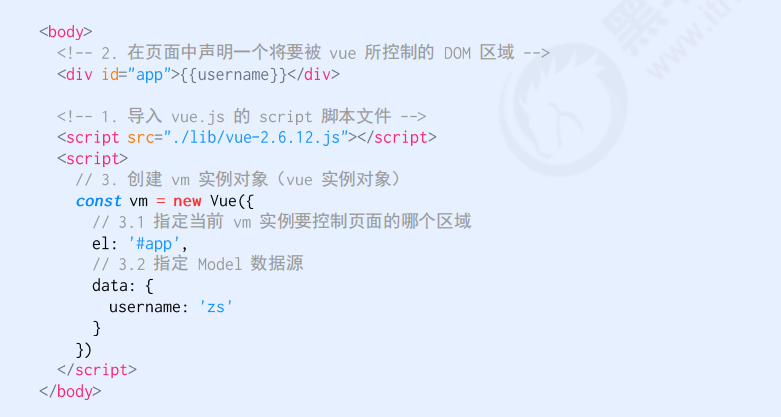 <body>
<!-- 2. 在页面中声明一个将要被 vue 所控制的 DOM 区域 -->
<div id="app">{{username}}</div>
<!-- 1. 导入 vue.js 的 script 脚本文件 -->
<script src="./lib/vue-2.6.12.js"></script>
<script>
// 3. 创建 vm 实例对象（vue 实例对象）
const vm = new Vue({
// 3.1 指定当前 vm 实例要控制页面的哪个区域
el: '#app',
// 3.2 指定 Model 数据源
data: {
username: 'zs'
}
})
</script>
</body>